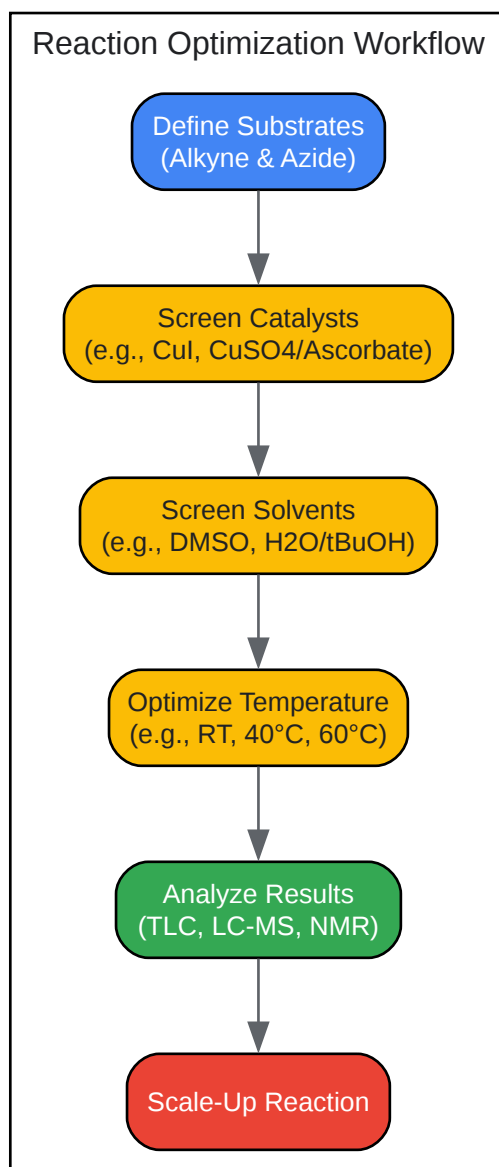 Reaction Optimization Workflow
Define Substrates
(Alkyne & Azide)
Screen Catalysts
(e.g., CuI, CuSO4/Ascorbate)
Screen Solvents
(e.g., DMSO, H2O/tBuOH)
Optimize Temperature
(e.g., RT, 40°C, 60°C)
Analyze Results
(TLC, LC-MS, NMR)
Scale-Up Reaction